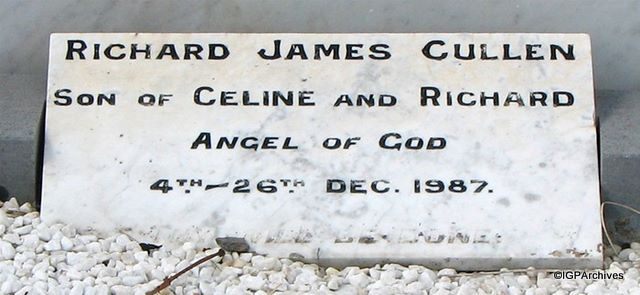 RICHARD JAMES CULLEN
SON OF CELINE AND RICHARD
ANGEL OF GOD
4TH-26TH DEC. 1987.
©IGPArchives